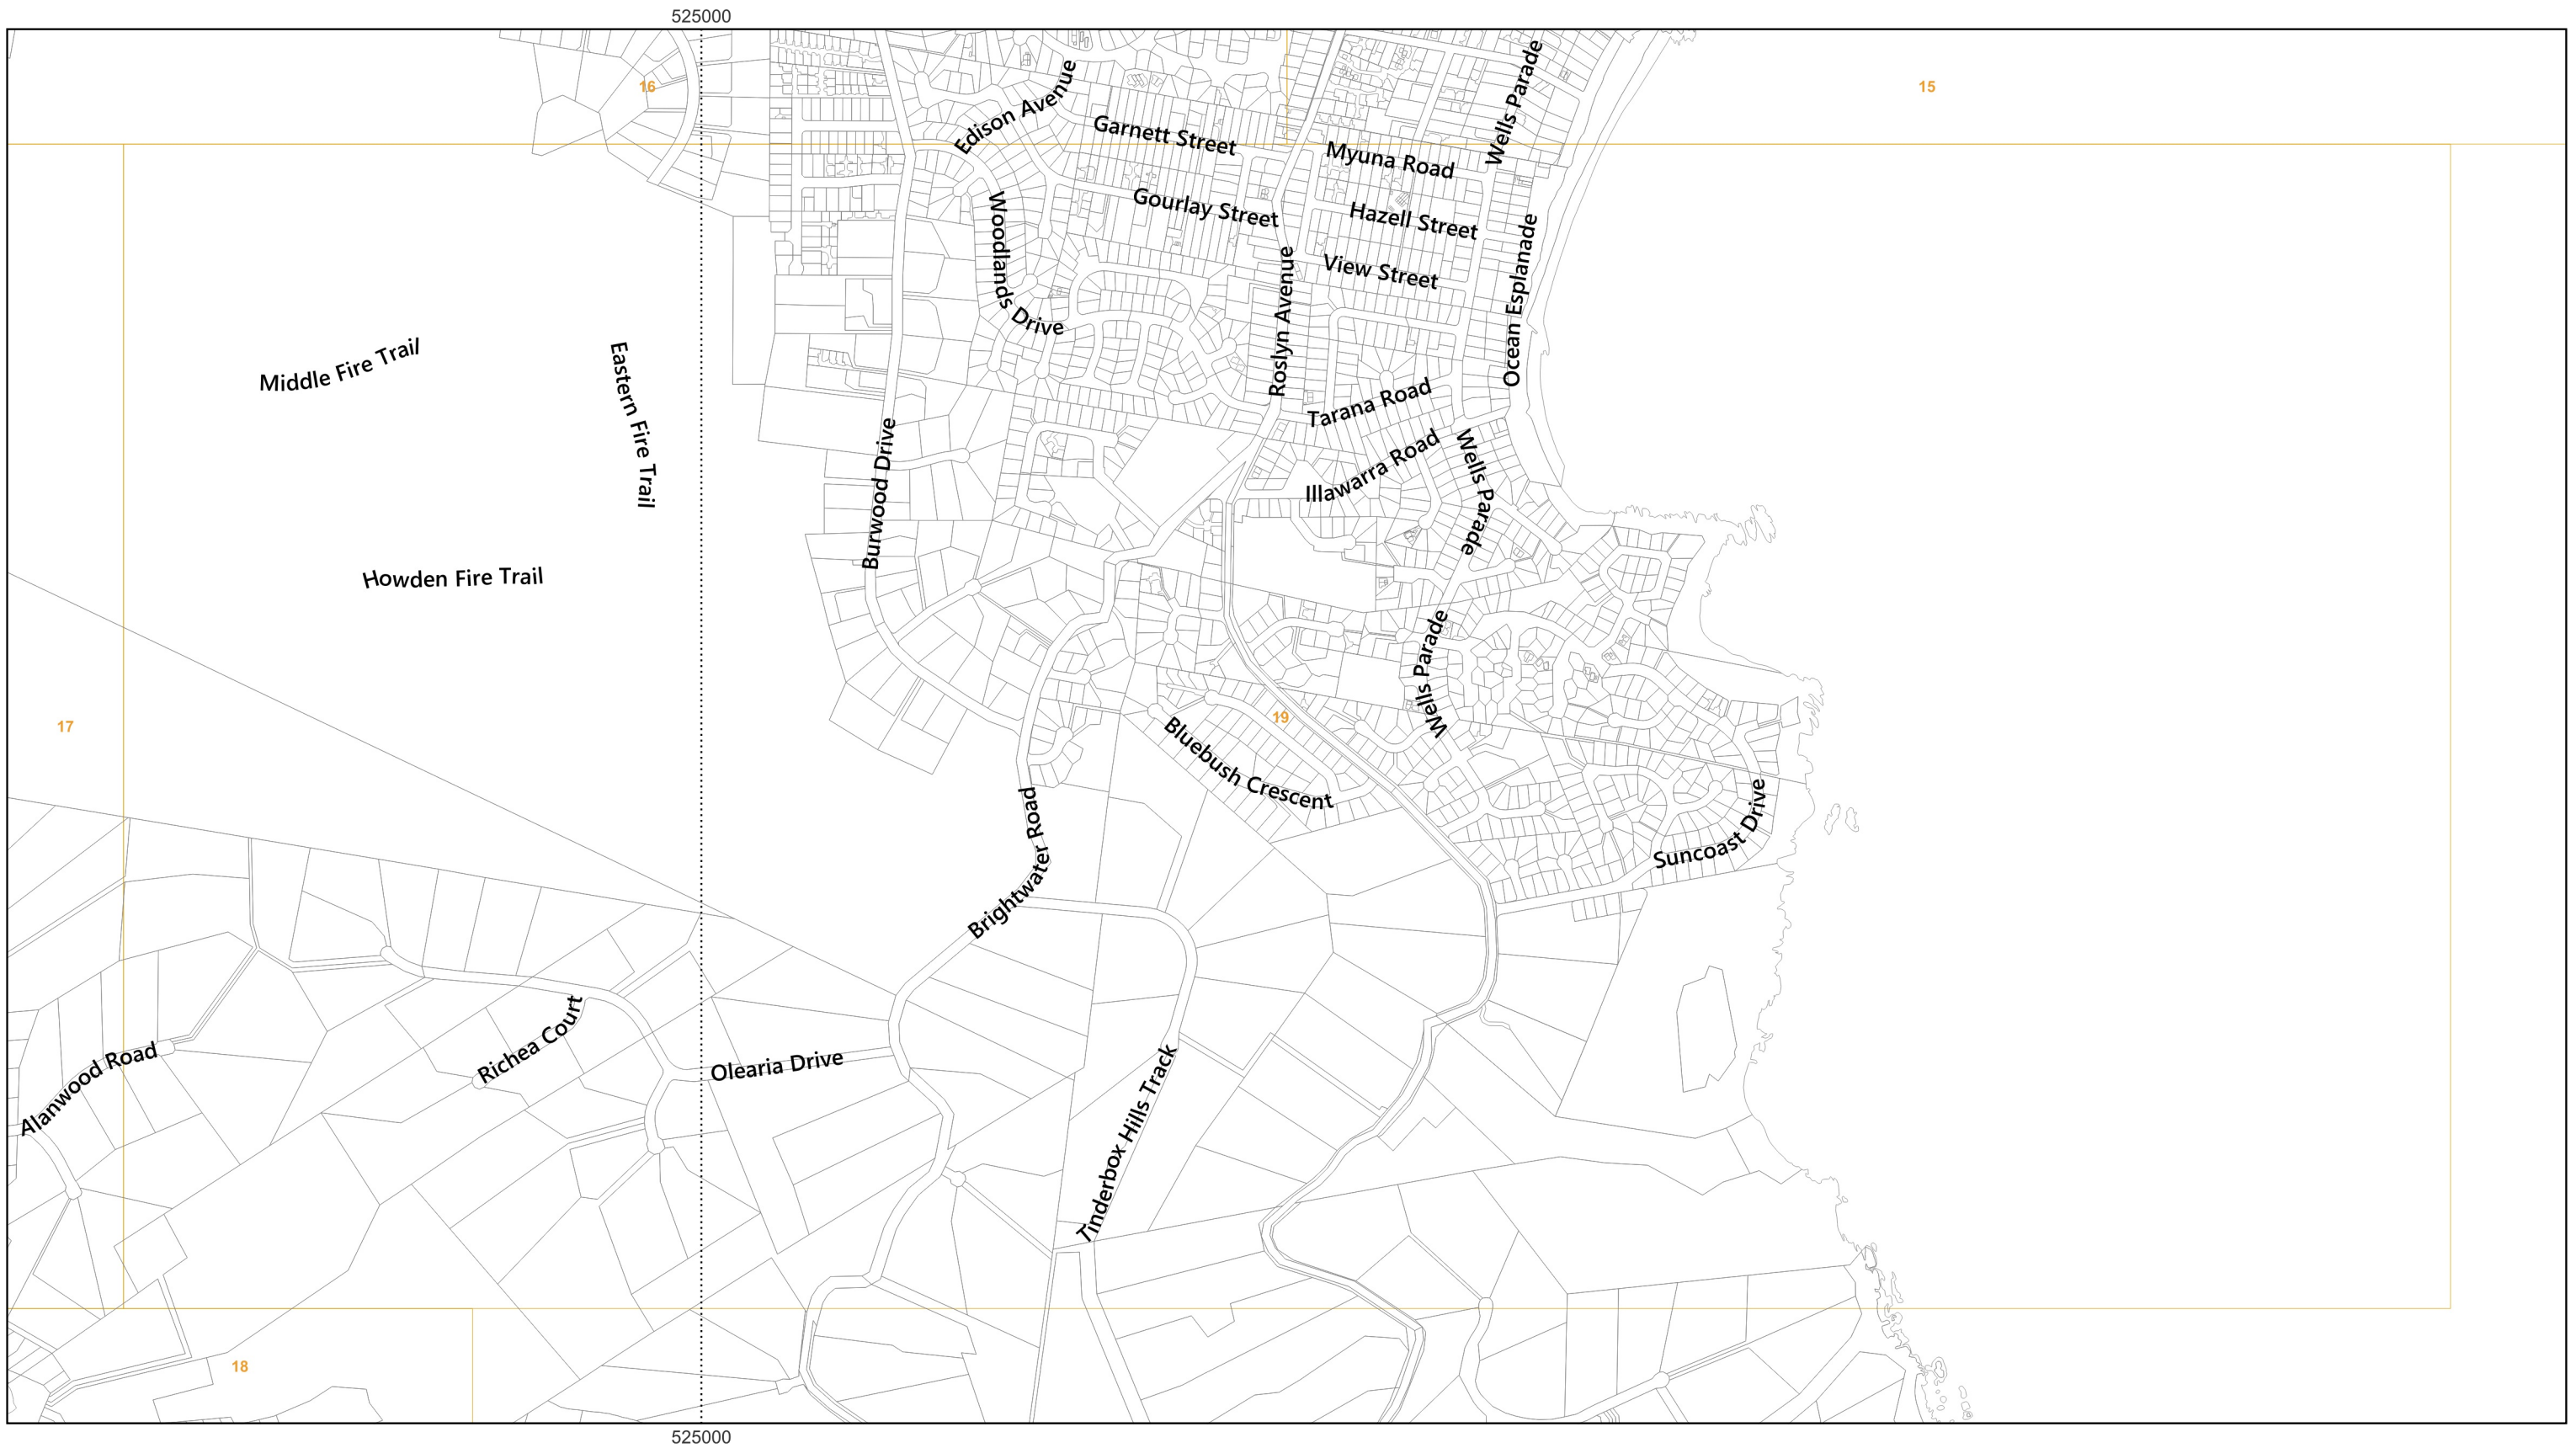 525000
16
15
Edison Avenue
Wells Parade
Garnett Street
Myuna Road
Gourlay Street
Hazell Street
Woodlands Drive
View Street
Ocean Esplanade
Roslyn Avenue
Middle Fire Trail
Eastern Fire Trail
Tarana Road
Burwood Drive
Illawarra Road
Wells Parade
Howden Fire Trail
Wells Parade
17
19
Bluebush Crescent
Brightwater Road
Suncoast Drive
Richea Court
Olearia Drive
Alanwood Road
Tinderbox Hills Track
18
525000